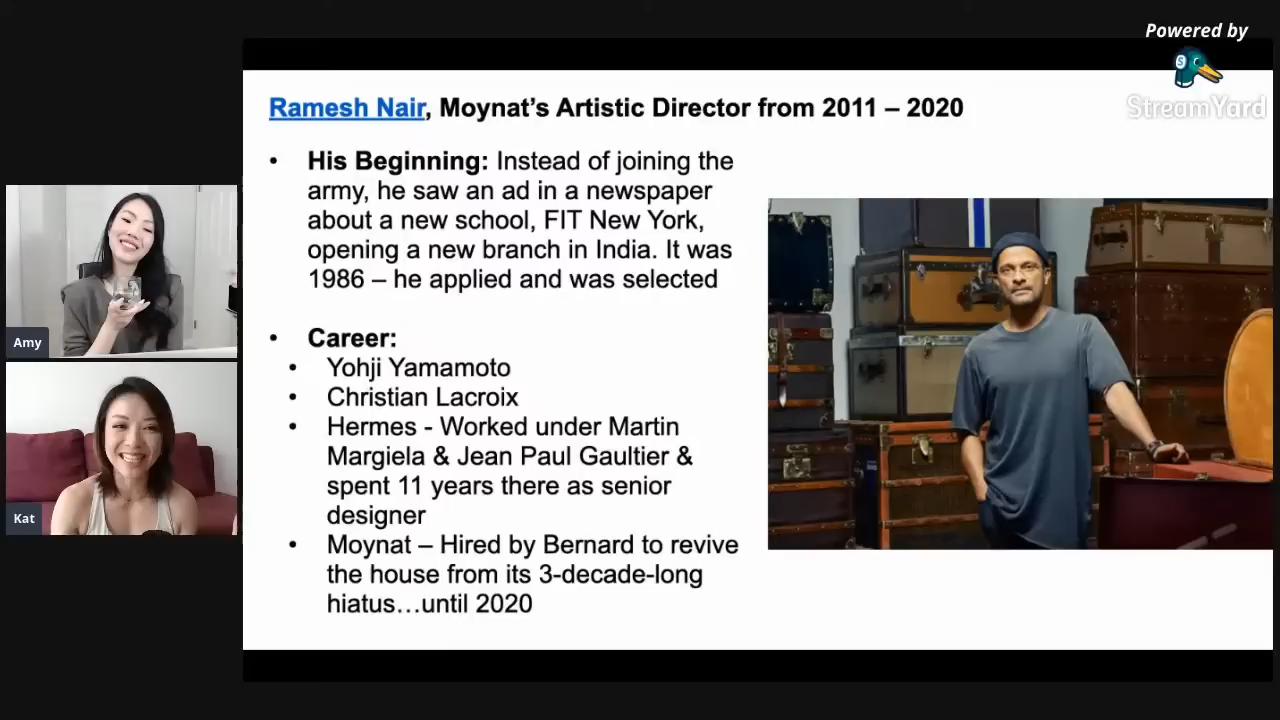 Powered by
StreamYard
Ramesh Nair, Moynat's Artistic Director from 2011 – 2020
• His Beginning: Instead of joining the
army, he saw an ad in a newspaper
about a new school, FIT New York,
opening a new branch in India. It was
1986 – he applied and was selected
• Career:
• Yohji Yamamoto
• Christian Lacroix
• Hermes - Worked under Martin
Margiela & Jean Paul Gaultier &
spent 11 years there as senior
designer
• Moynat – Hired by Bernard to revive
the house from its 3-decade-long
hiatus…until 2020
Amy
Kat